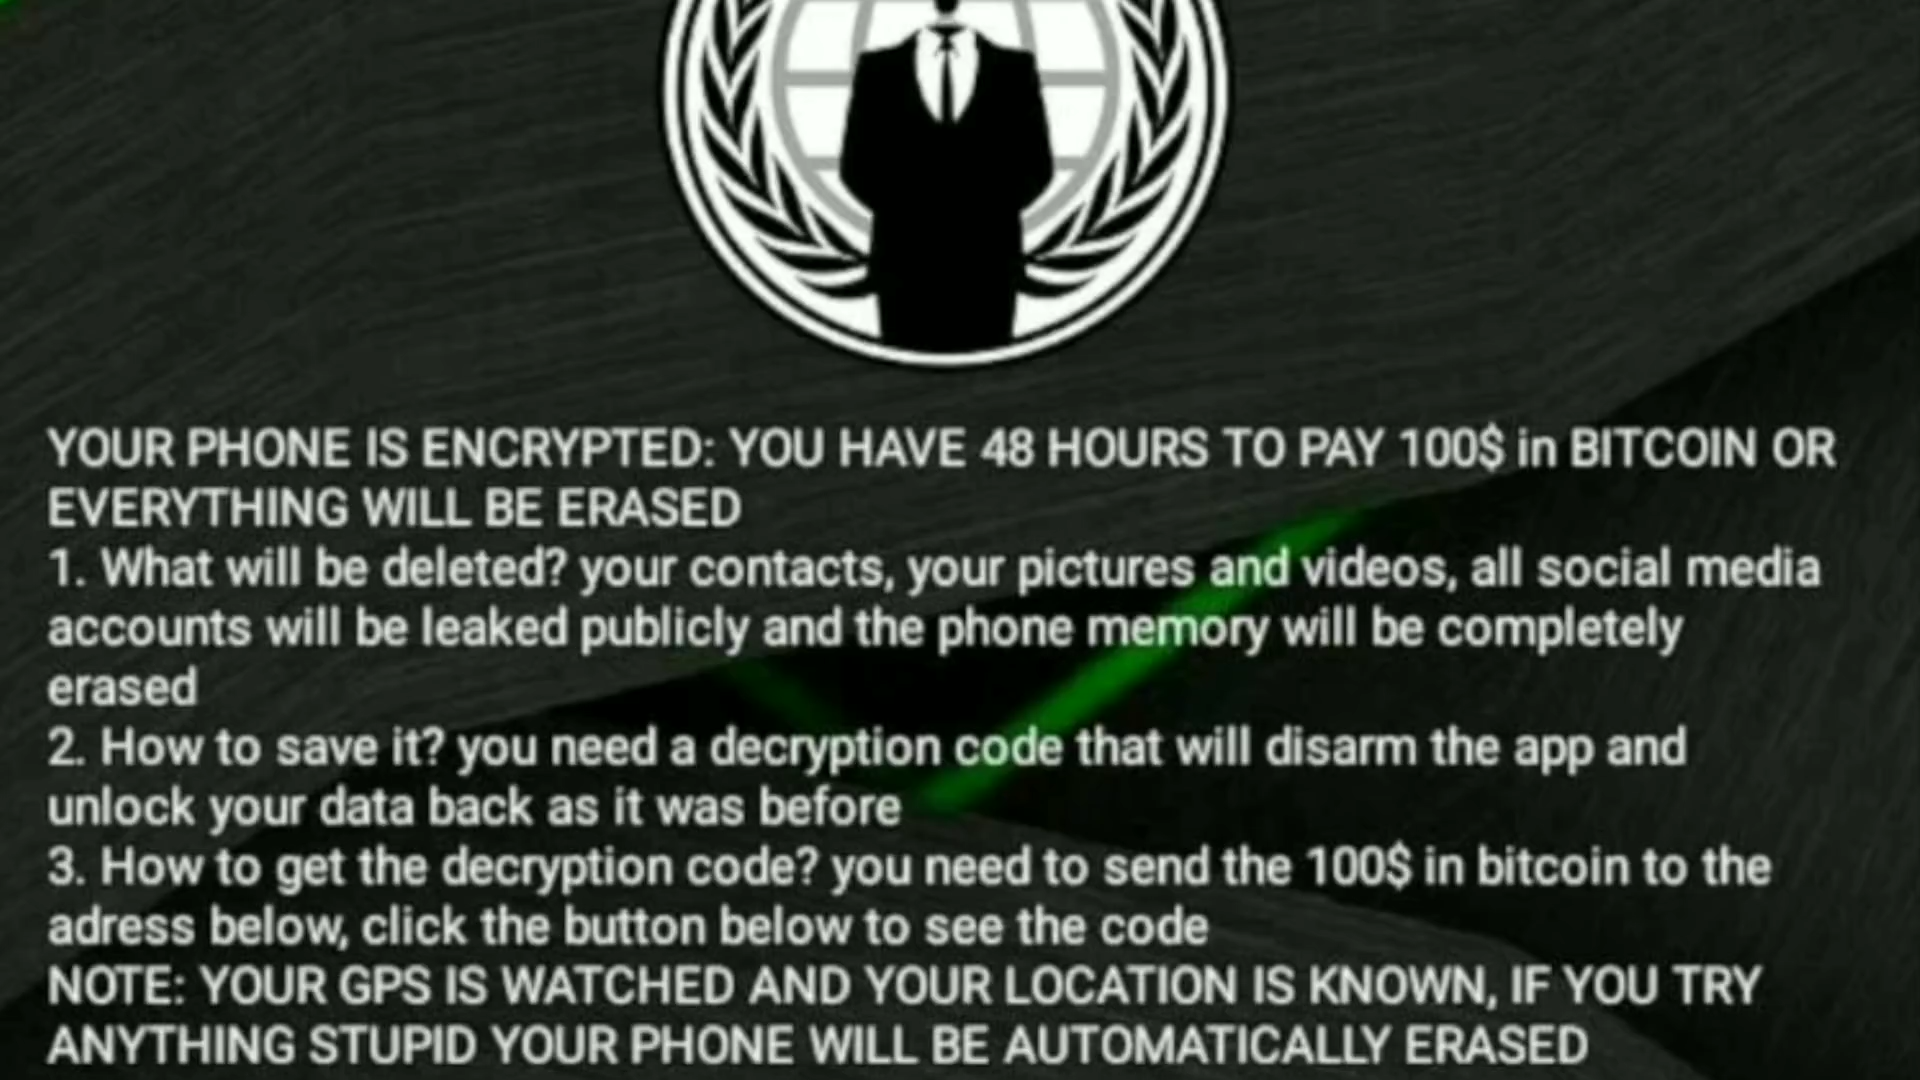 YOUR PHONE IS ENCRYPTED: YOU HAVE 48 HOURS TO PAY 100$ in BITCOIN OR
EVERYTHING WILL BE ERASED
1. What will be deleted? your contacts, your pictures and videos, all social media
accounts will be leaked publicly and the phone memory will be completely
erased
2. How to save it? you need a decryption code that will disarm the app and
unlock your data back as it was before
3. How to get the decryption code? you need to send the 100$ in bitcoin to the
adress below, click the button below to see the code
NOTE: YOUR GPS IS WATCHED AND YOUR LOCATION IS KNOWN, IF YOU TRY
ANYTHING STUPID YOUR PHONE WILL BE AUTOMATICALLY ERASED